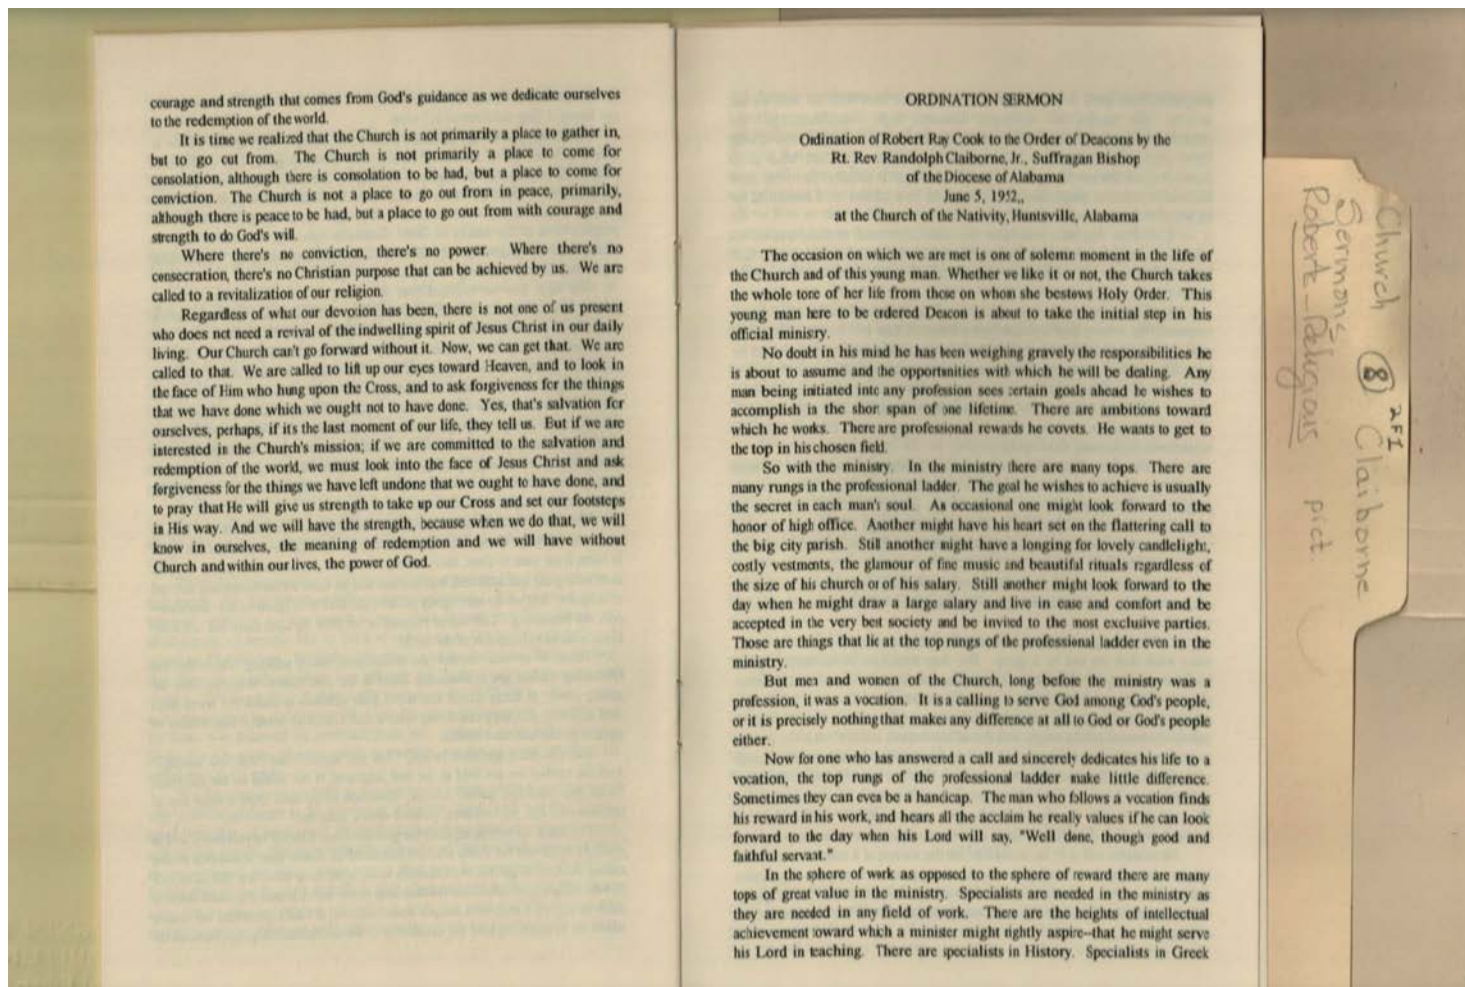 courage and strength that comes from God's guidance as we dedicate ourselves
to the redemption of the world.
It is time we realized that the Church is not primarily a place to gather in,
but to go out from. The Church is not primarily a place to come for
consolation, although there is consolation to be had, but a place to come for
conviction. The Church is not a place to go out from in peace, primarily,
although there is peace to be had, but a place to go out from with courage and
strength to do God's will.
Where there's no conviction, there's no power. Where there's no
consecration, there's no Christian purpose that can be achieved by us. We are
called to a revitalization of our religion.
Regardless of what our devotion has been, there is not one of us present
who does not need a revival of the indwelling spirit of Jesus Christ in our daily
living. Our Church can't go forward without it. Now, we can get that. We are
called to that. We are called to lift up our eyes toward Heaven, and to look in
the face of Him who hung upon the Cross, and to ask forgiveness for the things
that we have done which we ought not to have done. Yes, that's salvation for
ourselves, perhaps, if its the last moment of our life, they tell us. But if we are
interested in the Church's mission; if we are committed to the salvation and
redemption of the world, we must look into the face of Jesus Christ and ask
forgiveness for the things we have left undone that we ought to have done, and
to pray that He will give us strength to take up our Cross and set our footsteps
in His way. And we will have the strength, because when we do that, we will
know in ourselves, the meaning of redemption and we will have without
Church and within our lives, the power of God.
ORDINATION SERMON
Ordination of Robert Ray Cook to the Order of Deacons by the
Rt. Rev. Randolph Claiborne, Jr., Suffragan Bishop
of the Diocese of Alabama
June 5, 1952,,
at the Church of the Nativity, Huntsville, Alabama
The occasion on which we are met is one of solemn moment in the life of
the Church and of this young man. Whether we like it or not, the Church takes
the whole tone of her life from those on whom she bestows Holy Order. This
young man here to be ordered Deacon is about to take the initial step in his
official ministry.
No doubt in his mind he has been weighing gravely the responsibilities he
is about to assume and the opportunities with which he will be dealing. Any
man being initiated into any profession sees certain goals ahead he wishes to
accomplish in the short span of one lifetime. There are ambitions toward
which he works. There are professional rewards he covets. He wants to get to
the top in his chosen field.
So with the ministry. In the ministry there are many tops. There are
many rungs in the professional ladder. The goal he wishes to achieve is usually
the secret in each man's soul. An occasional one might look forward to the
honor of high office. Another might have his heart set on the flattering call to
the big city parish. Still another might have a longing for lovely candlelight,
costly vestments, the glamour of fine music and beautiful rituals regardless of
the size of his church or of his salary. Still another might look forward to the
day when he might draw a large salary and live in ease and comfort and be
accepted in the very best society and be invited to the most exclusive parties.
Those are things that lie at the top rungs of the professional ladder even in the
ministry.
But men and women of the Church, long before the ministry was a
profession, it was a vocation. It is a calling to serve God among God's people,
or it is precisely nothing that makes any difference at all to God or God's people
either.
Now for one who has answered a call and sincerely dedicates his life to a
vocation, the top rungs of the professional ladder make little difference.
Sometimes they can even be a handicap. The man who follows a vocation finds
his reward in his work, and hears all the acclaim he really values if he can look
forward to the day when his Lord will say, "Well done, though good and
faithful servant."
In the sphere of work as opposed to the sphere of reward there are many
tops of great value in the ministry. Specialists are needed in the ministry as
they are needed in any field of work. There are the heights of intellectual
achievement toward which a minister might rightly aspire--that he might serve
his Lord in teaching. There are specialists in History. Specialists in Greek
Church 8 2F1 Claiborne
Sermons
Robert - Religious pict.